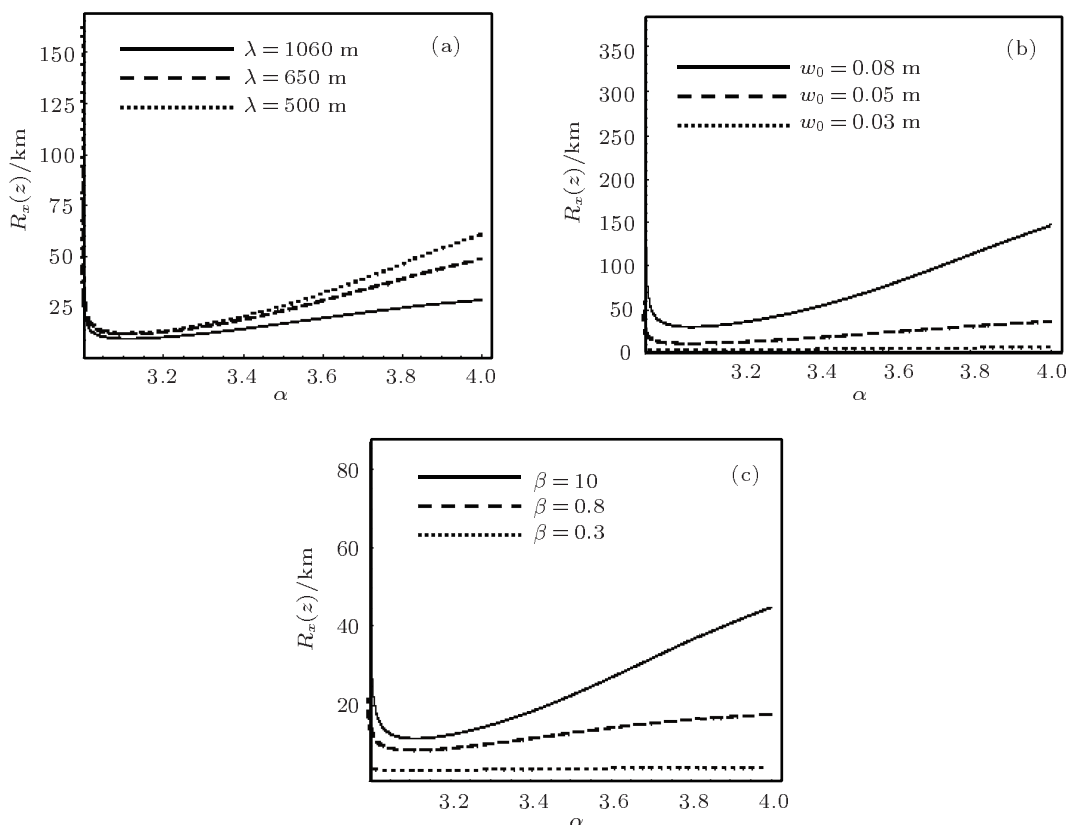 (a)
λ = 1060 m
λ = 650 m
λ = 500 m
150
125
100
75
50
25
R_x(z)/km
3.2 3.4 3.6 3.8 4.0
α
(b)
w_0 = 0.08 m
w_0 = 0.05 m
w_0 = 0.03 m
350
300
250
200
150
100
50
0
R_x(z)/km
3.2 3.4 3.6 3.8 4.0
α
(c)
β = 10
β = 0.8
β = 0.3
80
60
40
20
R_x(z)/km
3.2 3.4 3.6 3.8 4.0
α